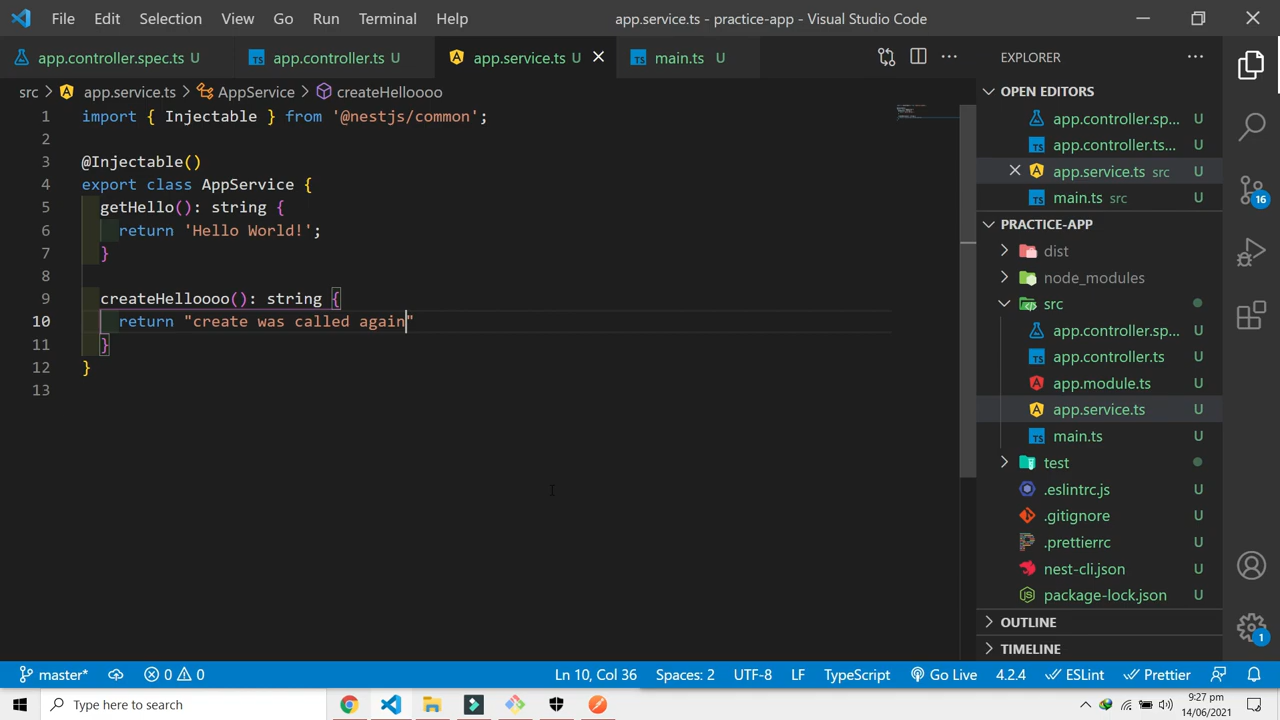 File Edit Selection View Go Run Terminal Help app.service.ts - practice-app - Visual Studio Code
app.controller.spec.ts U app.controller.ts U app.service.ts U main.ts U EXPLORER
src app.service.ts AppService createHelloooo
OPEN EDITORS
app.controller.sp... U
app.controller.ts... U
app.service.ts src U
main.ts src U
PRACTICE-APP
dist
node_modules
src
app.controller.sp... U
app.controller.ts U
app.module.ts U
app.service.ts U
main.ts U
test
.eslintrc.js U
.gitignore U
.prettierrc U
nest-cli.json U
package-lock.json U
OUTLINE
TIMELINE
16
1
1 import { Injectable } from '@nestjs/common';
2
3 @Injectable()
4 export class AppService {
5 getHello(): string {
6 return 'Hello World!';
7 }
8
9 createHelloooo(): string {
10 return "create was called again"
11 }
12 }
13
master* 0 0 Ln 10, Col 36 Spaces: 2 UTF-8 LF TypeScript Go Live 4.2.4 ESLint Prettier
Type here to search
9:27 pm
14/06/2021